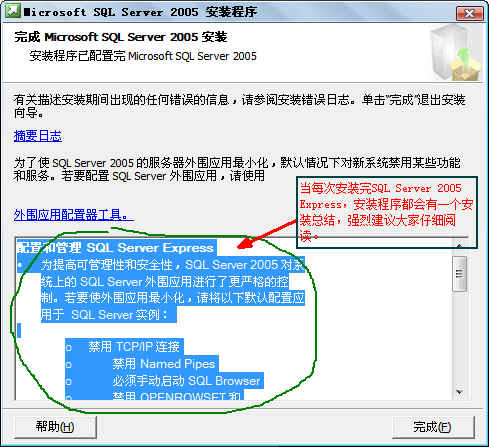 Microsoft SQL Server 2005 安装程序
完成 Microsoft SQL Server 2005 安装
安装程序已配置完 Microsoft SQL Server 2005
有关描述安装期间出现的任何错误的信息，请参阅安装错误日志。单击“完成”退出安装
向导。
摘要日志
为了使 SQL Server 2005 的服务器外围应用最小化，默认情况下对新系统禁用某些功能
和服务。若要配置 SQL Server 外围应用，请使用
当每次安装完SQL Server 2005
Express，安装程序都会有一个安
装总结，强烈建议大家仔细阅
读。
外围应用配置器工具。
配置和管理 SQL Server Express
为提高可管理性和安全性，SQL Server 2005 对系
统上的 SQL Server 外围应用进行了更严格的控
制。若要使外围应用最小化，请将以下默认配置应
用于 SQL Server 实例：
o 禁用 TCP/IP 连接
o 禁用 Named Pipes
o 必须手动启动 SQL Browser
o 禁用 OPENROWSET 和
帮助(H)
完成(F)